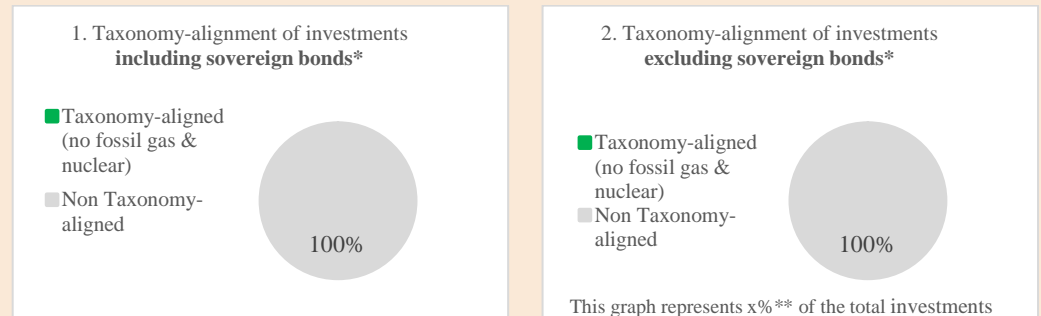 1. Taxonomy-alignment of investments
including sovereign bonds*
Taxonomy-aligned
(no fossil gas &
nuclear)
Non Taxonomy-
aligned
100%
2. Taxonomy-alignment of investments
excluding sovereign bonds*
Taxonomy-aligned
(no fossil gas &
nuclear)
Non Taxonomy-
aligned
100%
This graph represents x%** of the total investments